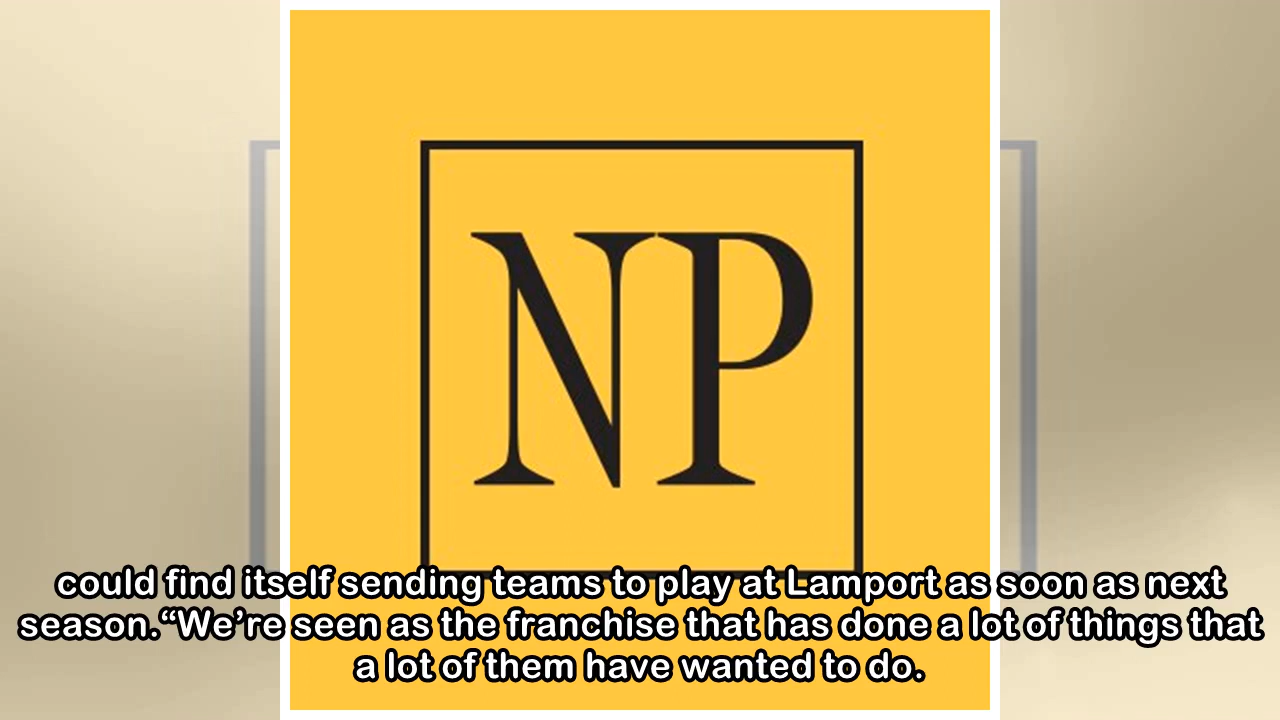 NP
could find itself sending teams to play at Lamport as soon as next
season.“We’re seen as the franchise that has done a lot of things that
a lot of them have wanted to do.